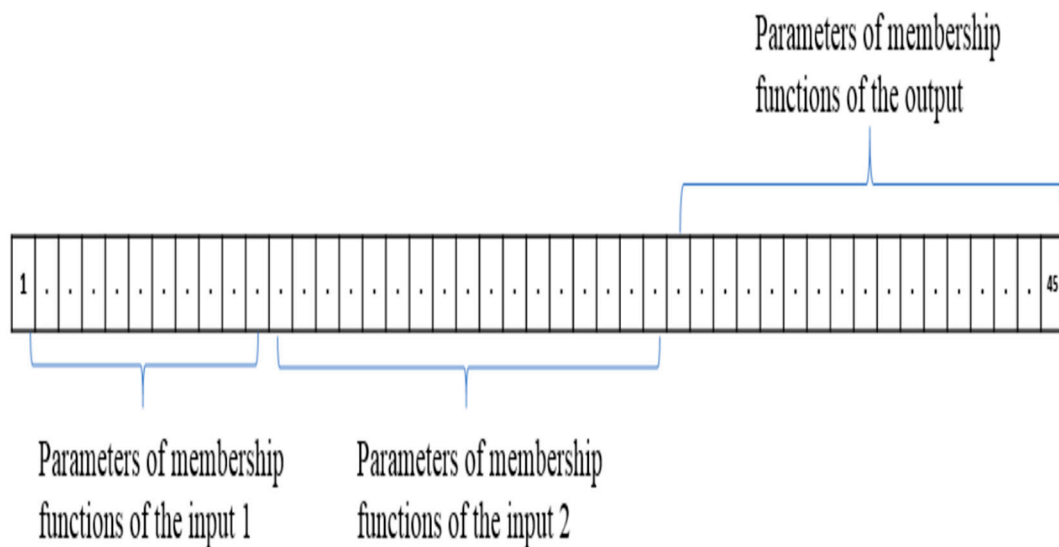 Parameters of membership
functions of the output
1 . . . . . . . . . . . . . . . . . . . . . . . . . . . . . . . . . . . . . . . . . . . 45
Parameters of membership
functions of the input 1
Parameters of membership
functions of the input 2